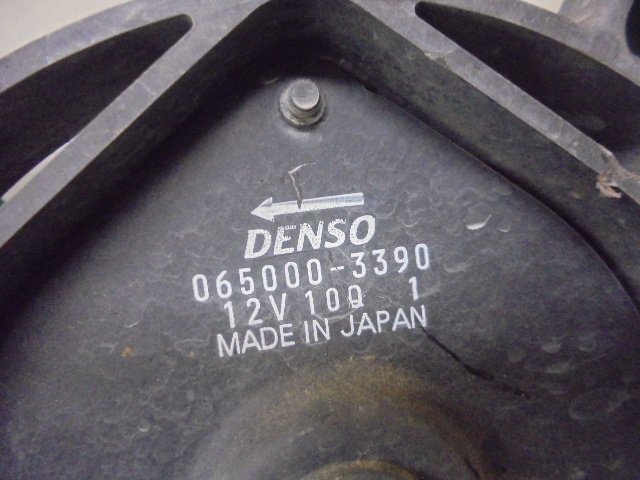 DENSO
065000-3390
12V 10Ω 1
MADE IN JAPAN